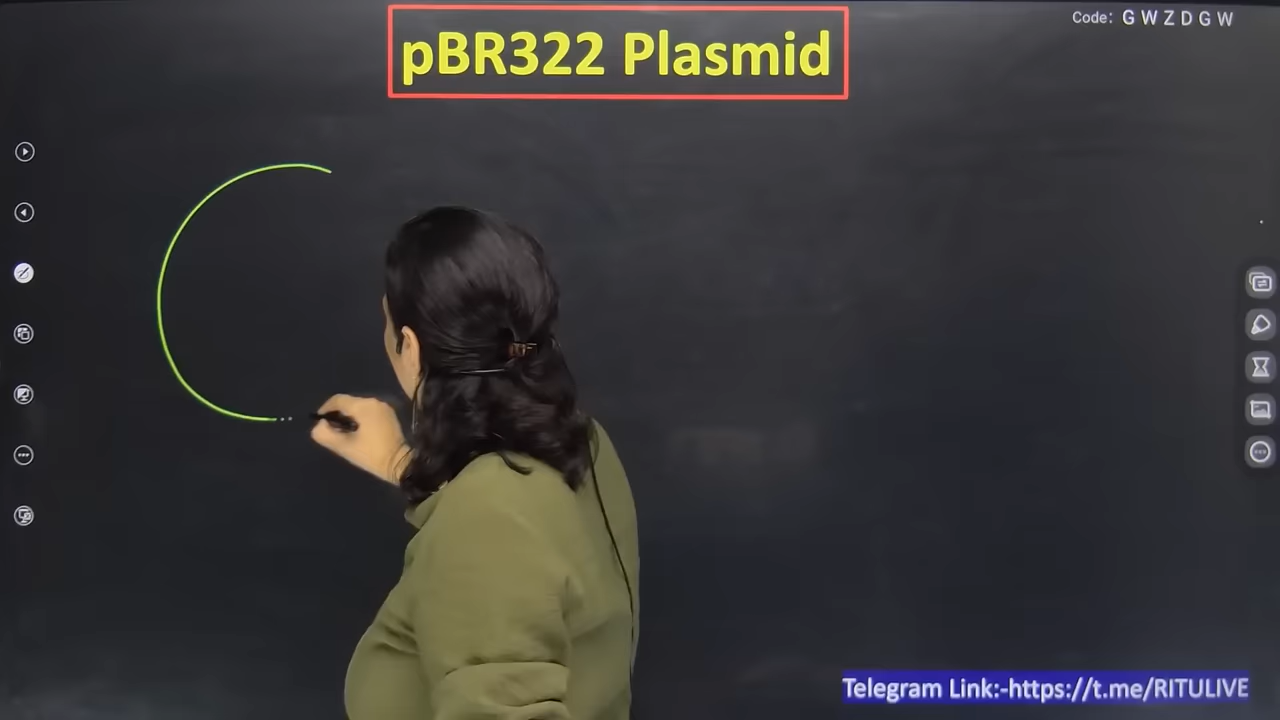 Code: G W Z D G W
pBR322 Plasmid
Telegram Link:-https://t.me/RITULIVE